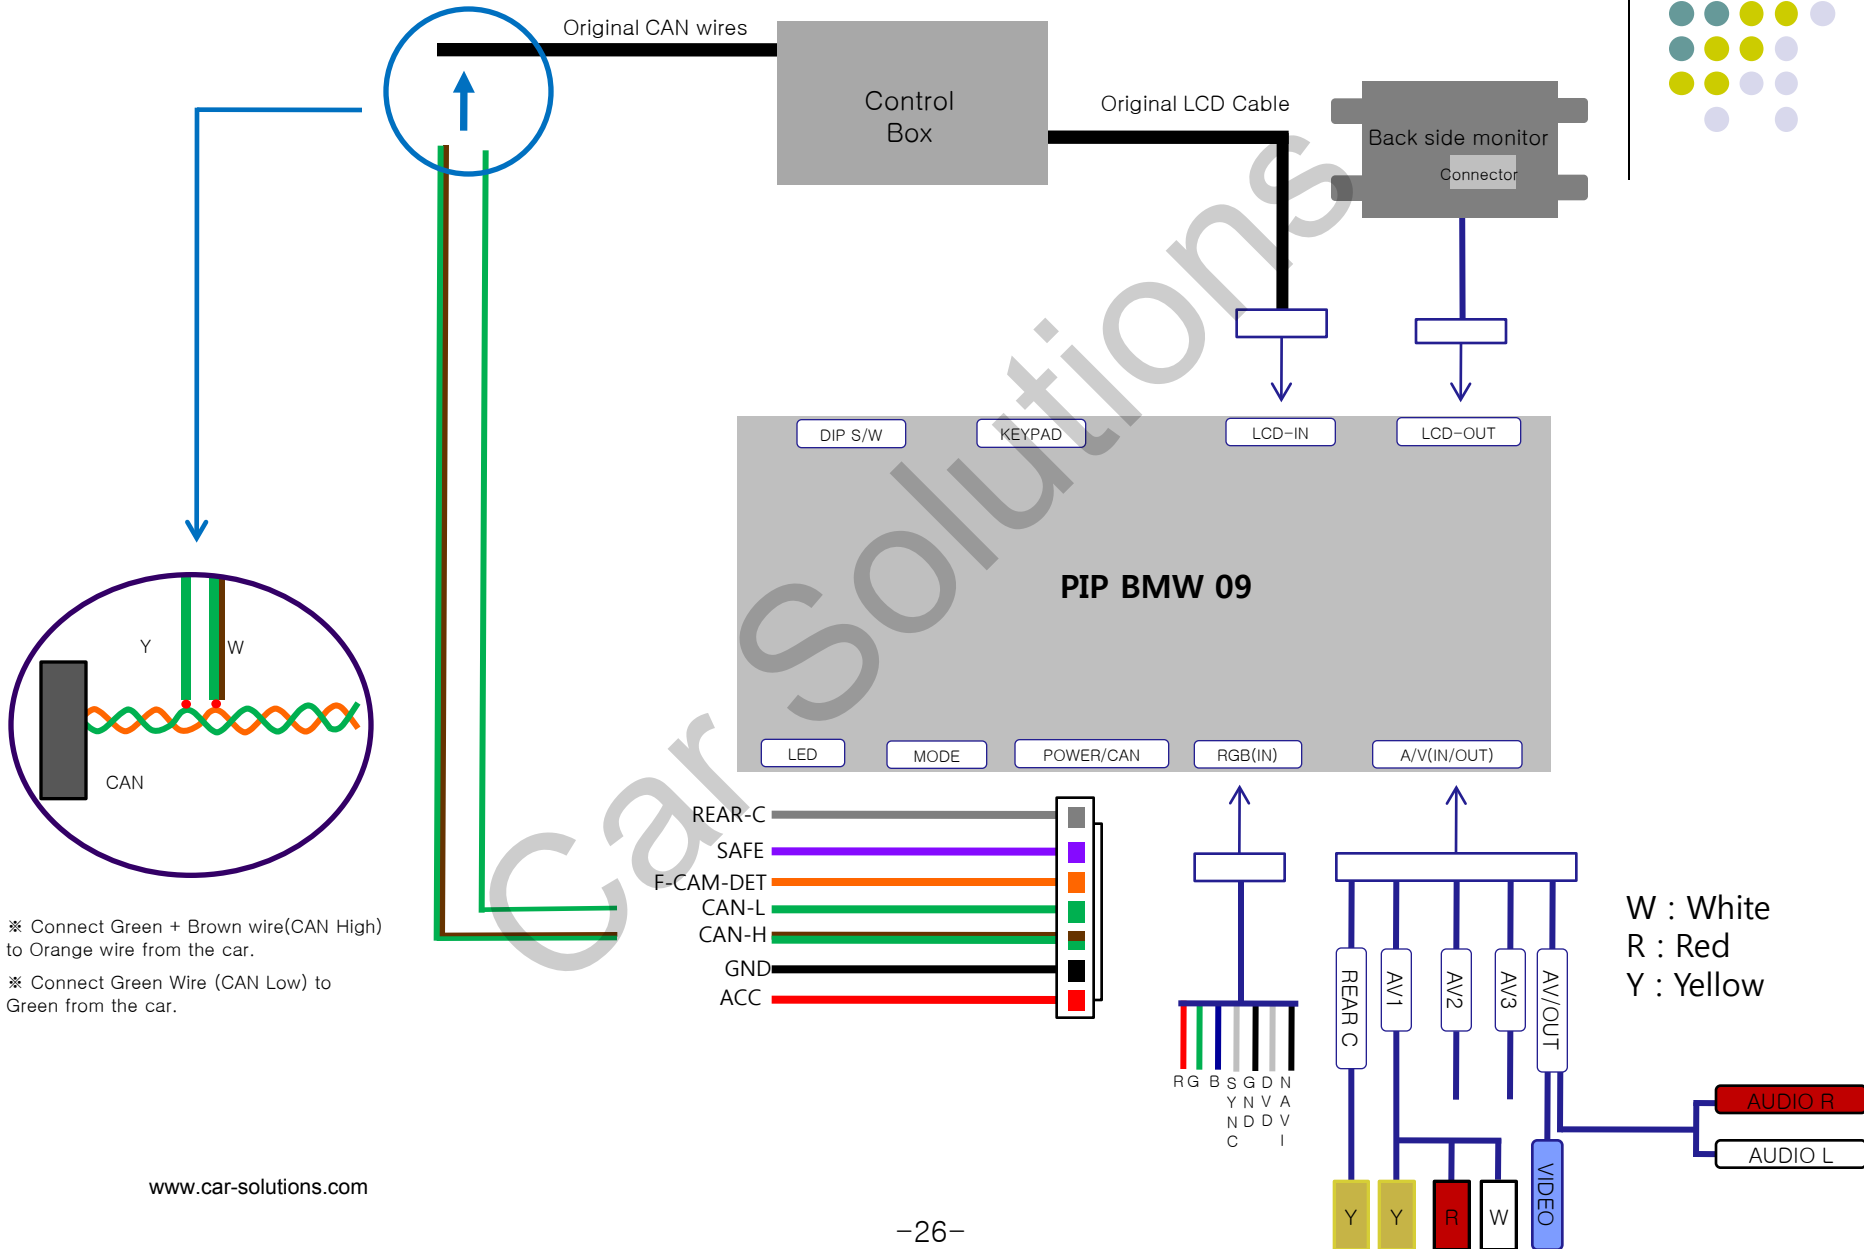 Original CAN wires
Control
Box
Original LCD Cable
Back side monitor
Connector
DIP S/W
KEYPAD
LCD-IN
LCD-OUT
PIP BMW 09
Y
W
CAN
LED
MODE
POWER/CAN
RGB(IN)
A/V(IN/OUT)
REAR-C
SAFE
F-CAM-DET
CAN-L
CAN-H
GND
ACC
※ Connect Green + Brown wire(CAN High)
to Orange wire from the car.
※ Connect Green Wire (CAN Low) to
Green from the car.
W : White
R : Red
Y : Yellow
REAR C
AV1
AV2
AV3
AV/OUT
R
G
B
SYNC
GND
DVD
NAVI
AUDIO R
AUDIO L
VIDEO
Y
Y
R
W
Car Solutions
www.car-solutions.com
-26-